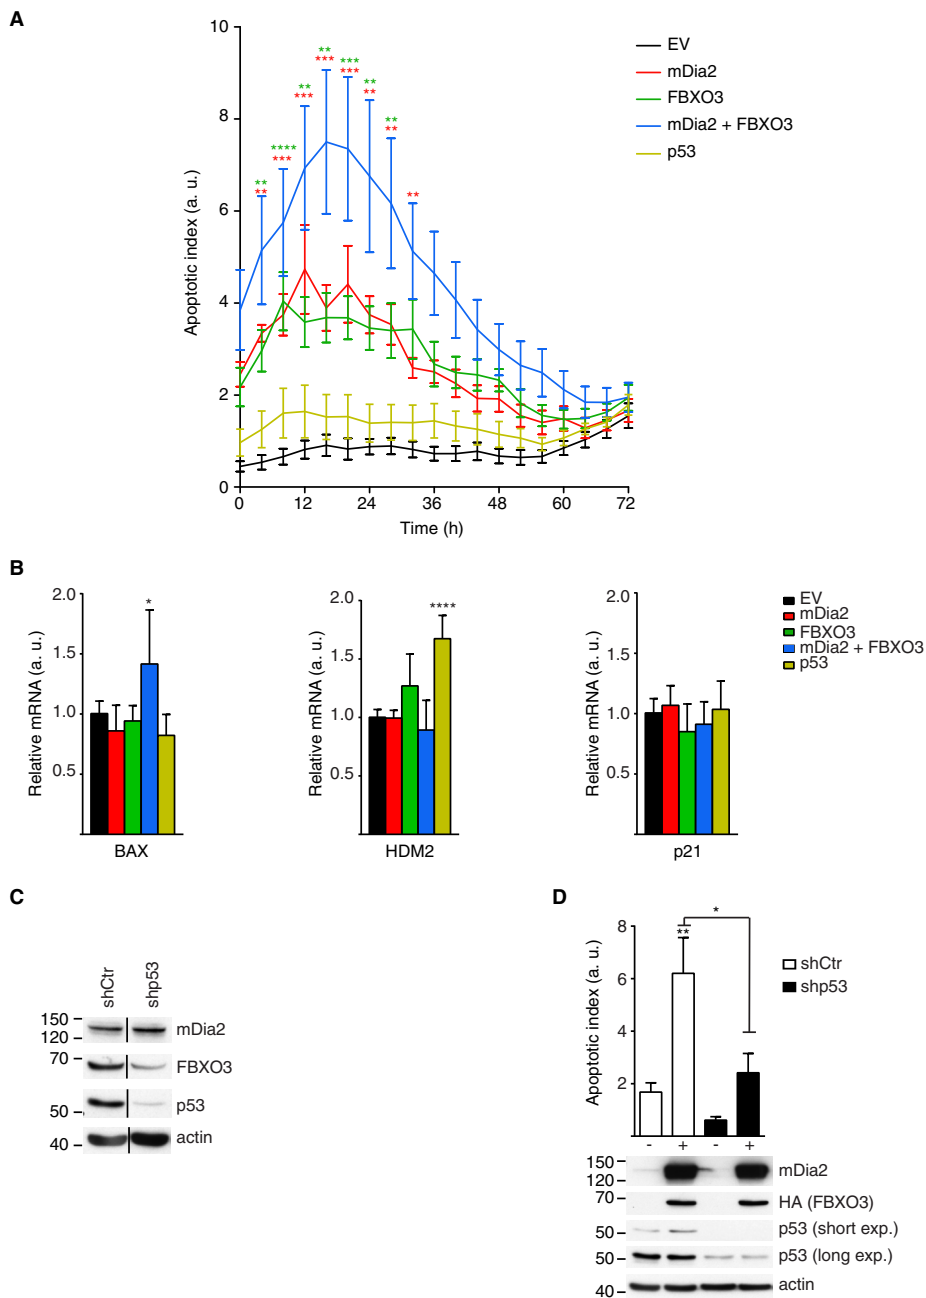 A
10
8
6
4
2
0
Apoptotic index (a. u.)
0 12 24 36 48 60 72
Time (h)
** **
**** ***
** ***
** ***
*** ***
** **
** **
**
EV
mDia2
FBXO3
mDia2 + FBXO3
p53
B
Relative mRNA (a. u.)
2.0
1.5
1.0
0.5
*
BAX
Relative mRNA (a. u.)
2.0
1.5
1.0
0.5
****
HDM2
Relative mRNA (a. u.)
2.0
1.5
1.0
0.5
p21
EV
mDia2
FBXO3
mDia2 + FBXO3
p53
C
shCtr shp53
150
120
mDia2
70
FBXO3
50
p53
40
actin
D
Apoptotic index (a. u.)
8
6
4
2
**
*
shCtr
shp53
- + - +
150
120
mDia2
70
HA (FBXO3)
50
p53 (short exp.)
50
p53 (long exp.)
40
actin